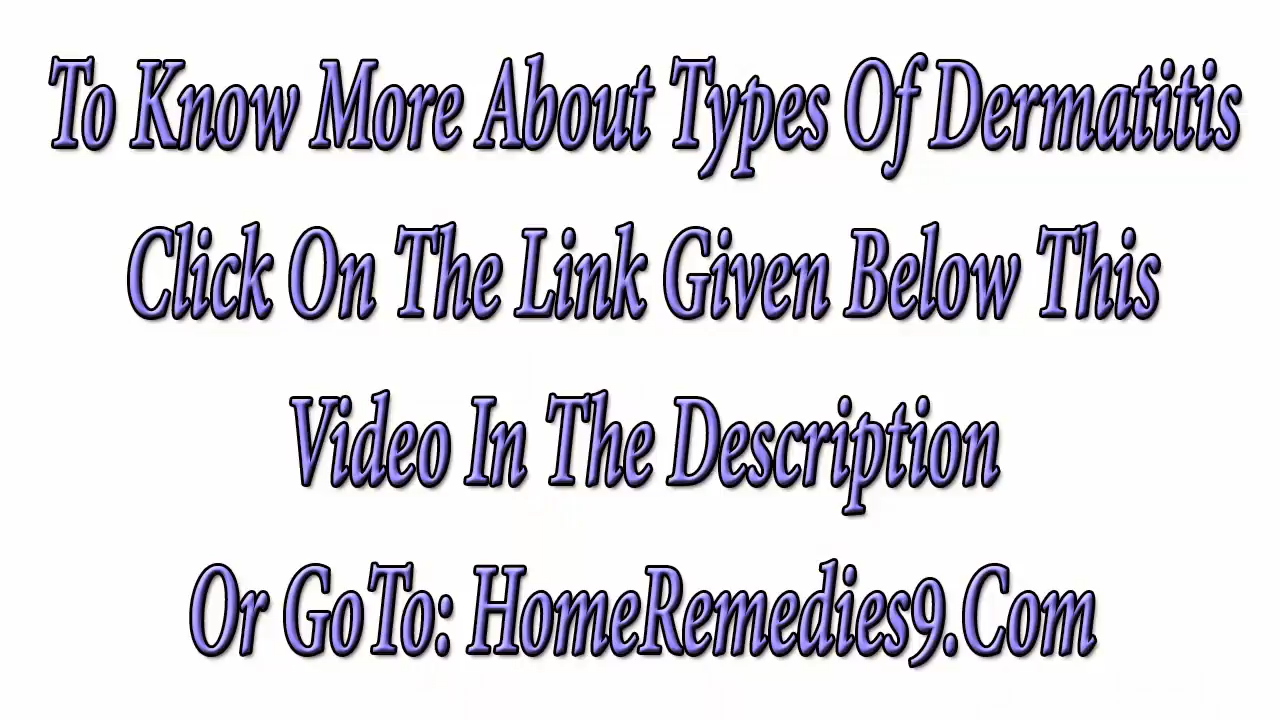 To Know More About Types Of Dermatitis
Click On The Link Given Below This
Video In The Description
Or GoTo: HomeRemedies9.Com